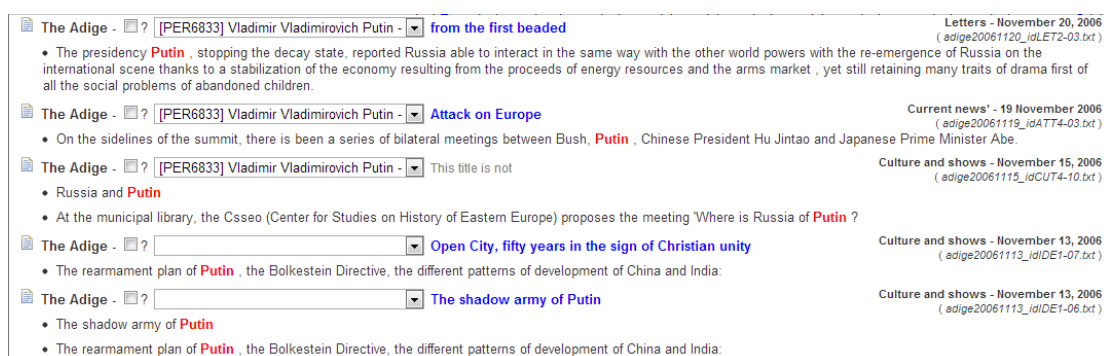 The Adige - ? [PER6833] Vladimir Vladimirovich Putin - from the first beaded Letters - November 20, 2006
( adige20061120_idLET2-03.txt )
• The presidency Putin , stopping the decay state, reported Russia able to interact in the same way with the other world powers with the re-emergence of Russia on the
international scene thanks to a stabilization of the economy resulting from the proceeds of energy resources and the arms market , yet still retaining many traits of drama first of
all the social problems of abandoned children.
The Adige - ? [PER6833] Vladimir Vladimirovich Putin - Attack on Europe Current news' - 19 November 2006
( adige20061119_idATT4-03.txt )
• On the sidelines of the summit, there is been a series of bilateral meetings between Bush, Putin , Chinese President Hu Jintao and Japanese Prime Minister Abe.
The Adige - ? [PER6833] Vladimir Vladimirovich Putin - This title is not Culture and shows - November 15, 2006
( adige20061115_idCUT4-10.txt )
• Russia and Putin
• At the municipal library, the Csseo (Center for Studies on History of Eastern Europe) proposes the meeting 'Where is Russia of Putin ?
The Adige - ? Open City, fifty years in the sign of Christian unity Culture and shows - November 13, 2006
( adige20061113_idIDE1-07.txt )
• The rearmament plan of Putin , the Bolkestein Directive, the different patterns of development of China and India:
The Adige - ? The shadow army of Putin Culture and shows - November 13, 2006
( adige20061113_idIDE1-06.txt )
• The shadow army of Putin
• The rearmament plan of Putin , the Bolkestein Directive, the different patterns of development of China and India: